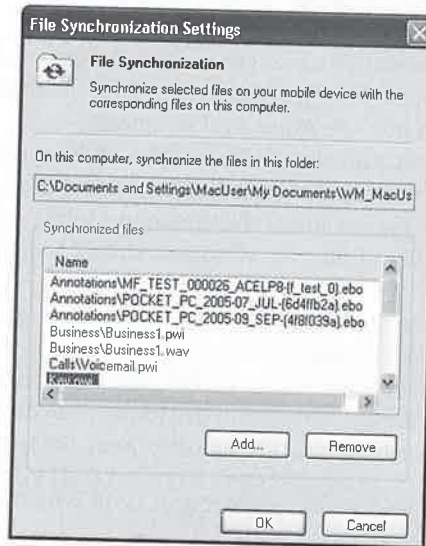 File Synchronization Settings
File Synchronization
Synchronize selected files on your mobile device with the
corresponding files on this computer.
On this computer, synchronize the files in this folder:
C:\Documents and Settings\MacUser\My Documents\WM_MacUs
Synchronized files
Name
Annotations\MF_TEST_000026_ACELP8-{f_test_0}.ebo
Annotations\POCKET_PC_2005-07_JUL-{6d4ffb2a}.ebo
Annotations\POCKET_PC_2005-09_SEP-{4f8f039a}.ebo
Business\Business1.pwi
Business\Business1.wav
Calls\Voicemail.pwi
Add...
Remove
OK
Cancel